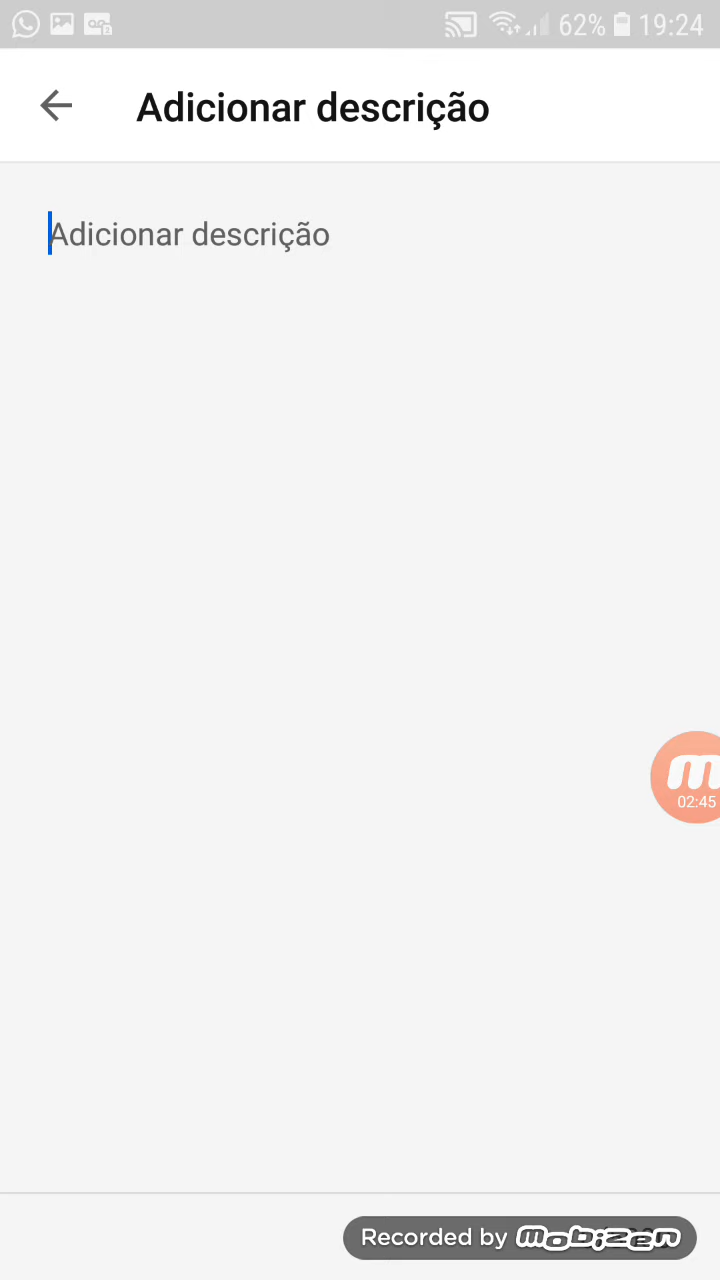 62% 19:24
Adicionar descrição
Adicionar descrição
m
02:45
Recorded by mobizen